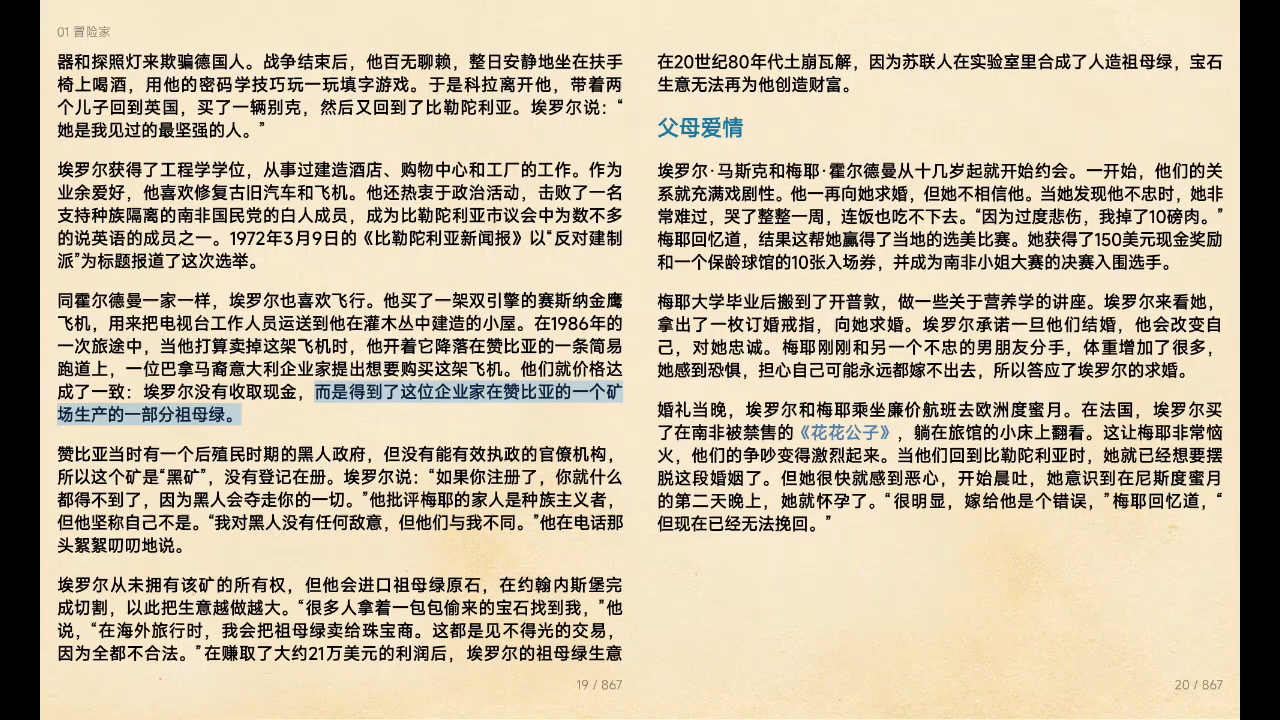 01 冒险家
器和探照灯来欺骗德国人。战争结束后，他百无聊赖，整日安静地坐在扶手
椅上喝酒，用他的密码学技巧玩一玩填字游戏。于是科拉离开他，带着两
个儿子回到英国，买了一辆别克，然后又回到了比勒陀利亚。埃罗尔说：“
她是我见过的最坚强的人。”
埃罗尔获得了工程学学位，从事过建造酒店、购物中心和工厂的工作。作为
业余爱好，他喜欢修复古旧汽车和飞机。他还热衷于政治活动，击败了一名
支持种族隔离的南非国民党的白人成员，成为比勒陀利亚市议会中为数不多
的说英语的成员之一。1972年3月9日的《比勒陀利亚新闻报》以“反对建制
派”为标题报道了这次选举。
同霍尔德曼一家一样，埃罗尔也喜欢飞行。他买了一架双引擎的赛斯纳金鹰
飞机，用来把电视台工作人员运送到他在灌木丛中建造的小屋。在1986年的
一次旅途中，当他打算卖掉这架飞机时，他开着它降落在赞比亚的一条简易
跑道上，一位巴拿马裔意大利企业家提出想要购买这架飞机。他们就价格达
成了一致：埃罗尔没有收取现金，而是得到了这位企业家在赞比亚的一个矿
场生产的一部分祖母绿。
赞比亚当时有一个后殖民时期的黑人政府，但没有能有效执政的官僚机构，
所以这个矿是“黑矿”，没有登记在册。埃罗尔说：“如果你注册了，你就什么
都得不到了，因为黑人会夺走你的一切。”他批评梅耶的家人是种族主义者，
但他坚称自己不是。“我对黑人没有任何敌意，但他们与我不同。”他在电话那
头絮絮叨叨地说。
埃罗尔从未拥有该矿的所有权，但他会进口祖母绿原石，在约翰内斯堡完
成切割，以此把生意越做越大。“很多人拿着一包包偷来的宝石找到我，”他
说，“在海外旅行时，我会把祖母绿卖给珠宝商。这都是见不得光的交易，
因为全都不合法。”在赚取了大约21万美元的利润后，埃罗尔的祖母绿生意
19 / 867
在20世纪80年代土崩瓦解，因为苏联人在实验室里合成了人造祖母绿，宝石
生意无法再为他创造财富。
父母爱情
埃罗尔·马斯克和梅耶·霍尔德曼从十几岁起就开始约会。一开始，他们的关
系就充满戏剧性。他一再向她求婚，但她不相信他。当她发现他不忠时，她非
常难过，哭了整整一周，连饭也吃不下去。“因为过度悲伤，我掉了10磅肉。”
梅耶回忆道，结果这帮她赢得了当地的选美比赛。她获得了150美元现金奖励
和一个保龄球馆的10张入场券，并成为南非小姐大赛的决赛入围选手。
梅耶大学毕业后搬到了开普敦，做一些关于营养学的讲座。埃罗尔来看她，
拿出了一枚订婚戒指，向她求婚。埃罗尔承诺一旦他们结婚，他会改变自
己，对她忠诚。梅耶刚刚和另一个不忠的男朋友分手，体重增加了很多，
她感到恐惧，担心自己可能永远都嫁不出去，所以答应了埃罗尔的求婚。
婚礼当晚，埃罗尔和梅耶乘坐廉价航班去欧洲度蜜月。在法国，埃罗尔买
了在南非被禁售的《花花公子》，躺在旅馆的小床上翻看。这让梅耶非常恼
火，他们的争吵变得激烈起来。当他们回到比勒陀利亚时，她就已经想要摆
脱这段婚姻了。但她很快就感到恶心，开始晨吐，她意识到在尼斯度蜜月
的第二天晚上，她就怀孕了。“很明显，嫁给他是个错误，”梅耶回忆道，“
但现在已经无法挽回。”
20 / 867